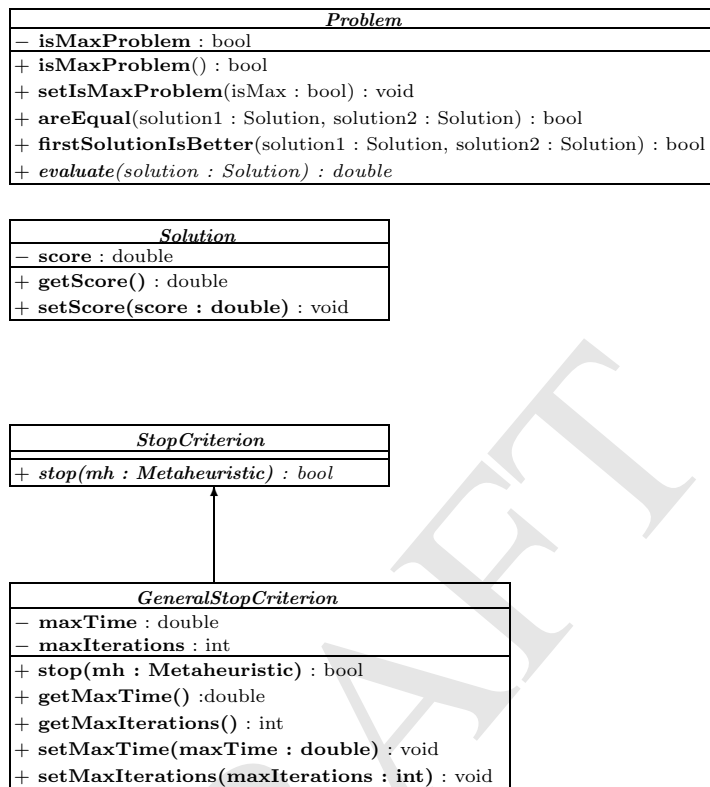 Problem
− isMaxProblem : bool
+ isMaxProblem() : bool
+ setIsMaxProblem(isMax : bool) : void
+ areEqual(solution1 : Solution, solution2 : Solution) : bool
+ firstSolutionIsBetter(solution1 : Solution, solution2 : Solution) : bool
+ evaluate(solution : Solution) : double
Solution
− score : double
+ getScore() : double
+ setScore(score : double) : void
StopCriterion
+ stop(mh : Metaheuristic) : bool
GeneralStopCriterion
− maxTime : double
− maxIterations : int
+ stop(mh : Metaheuristic) : bool
+ getMaxTime() :double
+ getMaxIterations() : int
+ setMaxTime(maxTime : double) : void
+ setMaxIterations(maxIterations : int) : void